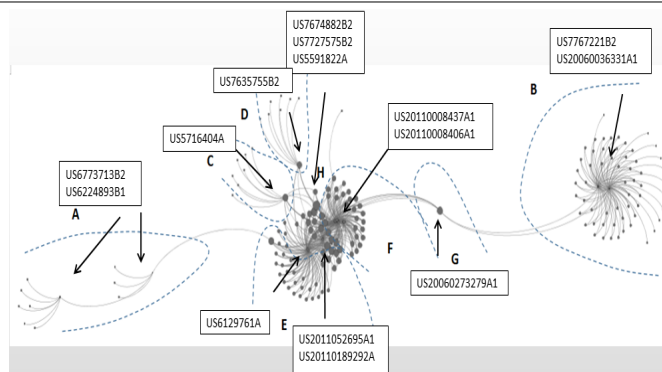 US7674882B2
US7727575B2
US5591822A
US7767221B2
US20060036331A1
US7635755B2
B
D
US20110008437A1
US20110008406A1
US5716404A
C
H
US6773713B2
US6224893B1
A
F
G
US20060273279A1
US6129761A
E
US2011052695A1
US20110189292A